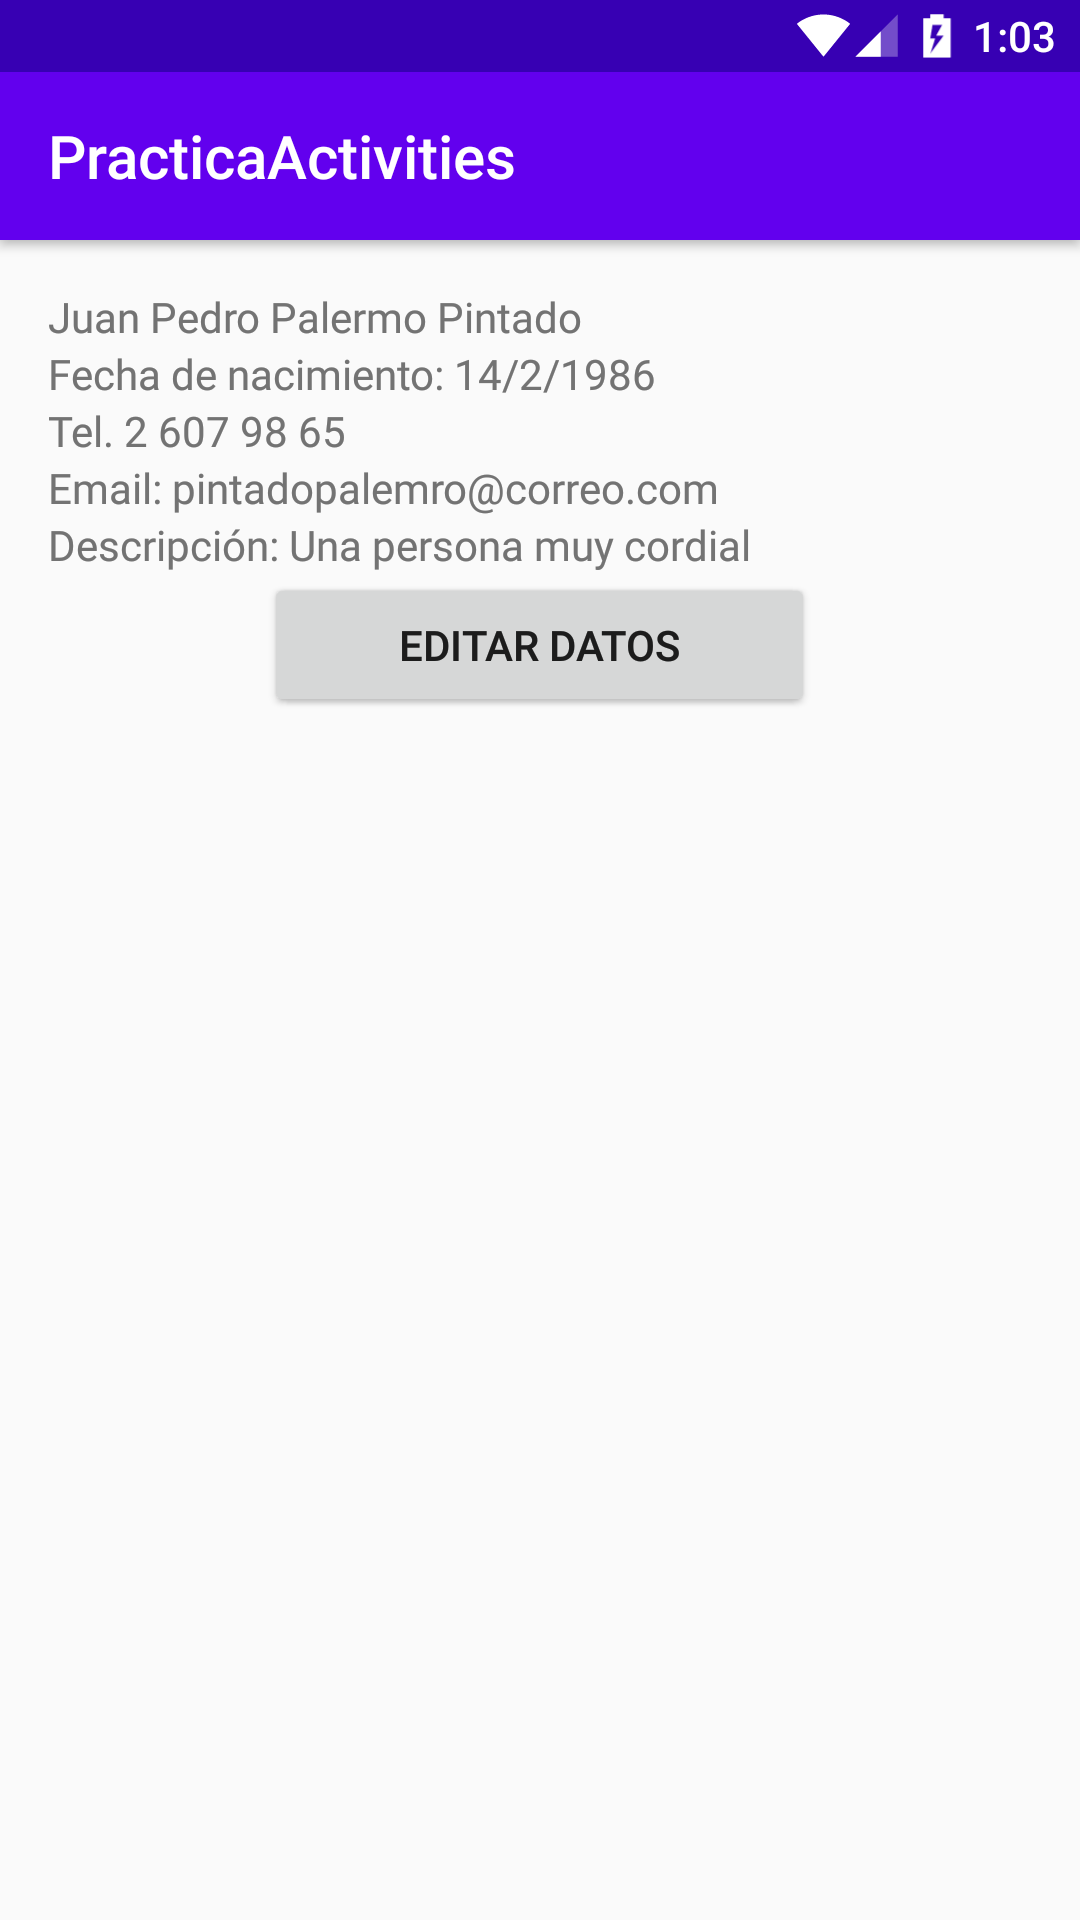 1:03
PracticaActivities
Juan Pedro Palermo Pintado
Fecha de nacimiento: 14/2/1986
Tel. 2 607 98 65
Email: pintadopalemro@correo.com
Descripción: Una persona muy cordial
EDITAR DATOS